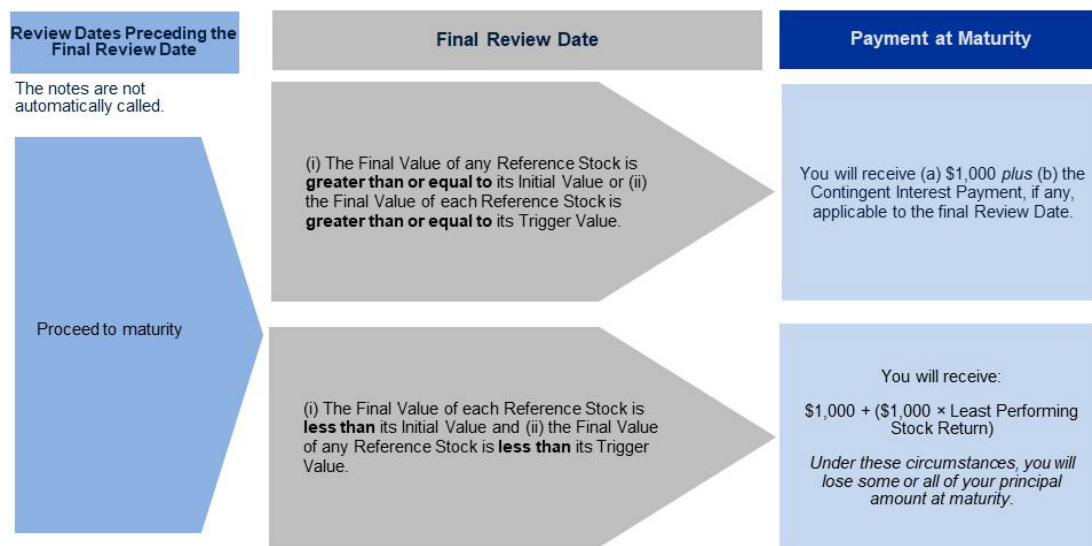 Review Dates Preceding the
Final Review Date
Final Review Date
Payment at Maturity
The notes are not
automatically called.
Proceed to maturity
(i) The Final Value of any Reference Stock is
greater than or equal to its Initial Value or (ii)
the Final Value of each Reference Stock is
greater than or equal to its Trigger Value.
You will receive (a) $1,000 plus (b) the
Contingent Interest Payment, if any,
applicable to the final Review Date.
(i) The Final Value of each Reference Stock is
less than its Initial Value and (ii) the Final Value
of any Reference Stock is less than its Trigger
Value.
You will receive:
$1,000 + ($1,000 × Least Performing
Stock Return)
Under these circumstances, you will
lose some or all of your principal
amount at maturity.